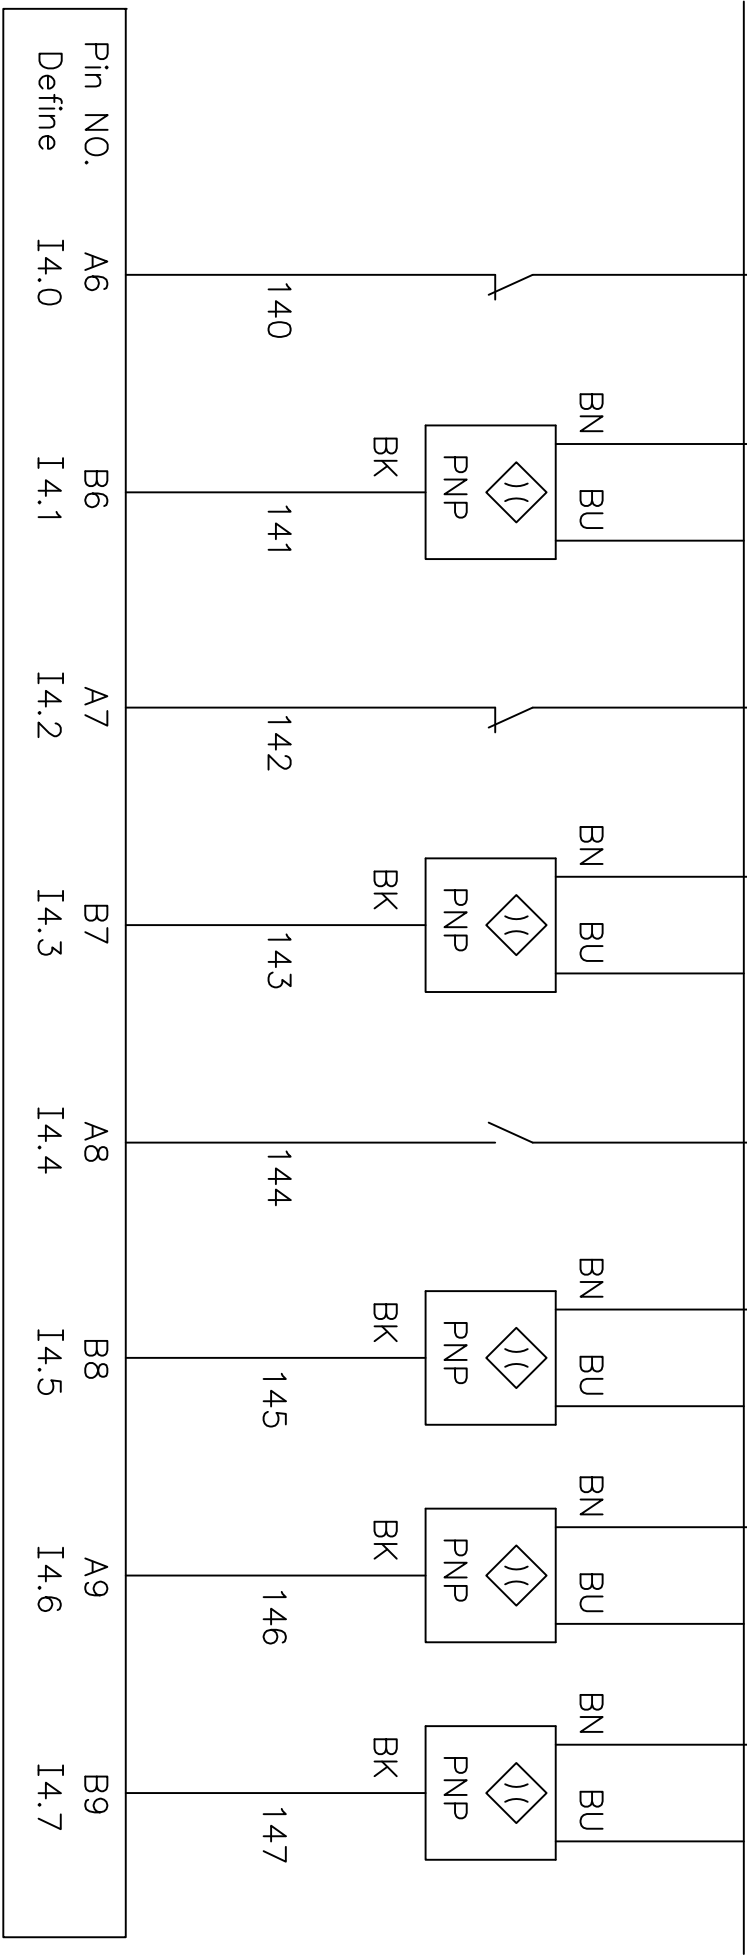 BN BU BN BU BN BU BN BU BN BU
PNP PNP PNP PNP PNP
BK BK BK BK BK
140 141 142 143 144 145 146 147
Pin NO. A6 B6 A7 B7 A8 B8 A9 B9
Define I4.0 I4.1 I4.2 I4.3 I4.4 I4.5 I4.6 I4.7